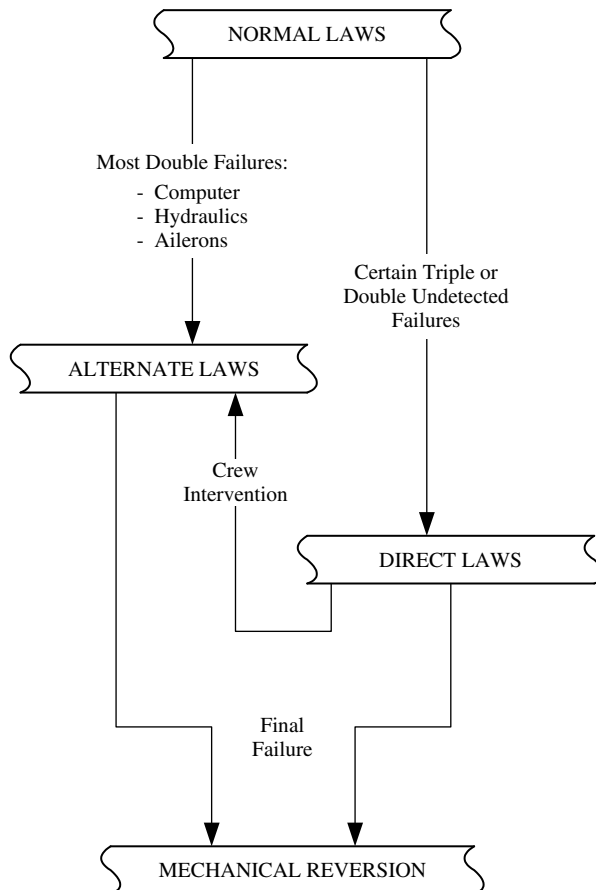 NORMAL LAWS
Most Double Failures:
- Computer
- Hydraulics
- Ailerons
Certain Triple or
Double Undetected
Failures
ALTERNATE LAWS
Crew
Intervention
DIRECT LAWS
Final
Failure
MECHANICAL REVERSION